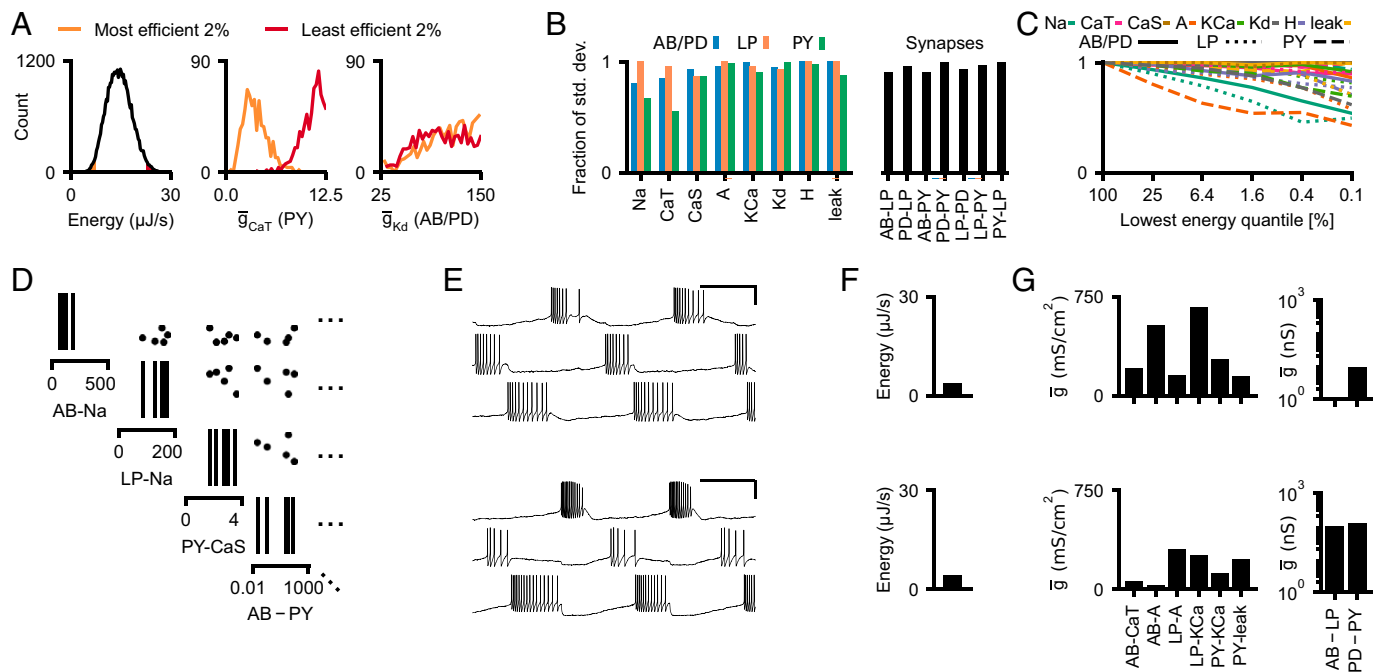 A
Most efficient 2%
Least efficient 2%
Count
1200
0
0
30
Energy (μJ/s)
90
0
0.0
12.5
g̅CaT (PY)
90
0
25
150
g̅Kd (AB/PD)
B
AB/PD
LP
PY
Fraction of std. dev.
1
0
Na
CaT
CaS
A
KCa
Kd
H
leak
Synapses
1
0
AB-LP
PD-LP
AB-PY
PD-PY
LP-PD
LP-PY
PY-LP
C
Na CaT CaS A KCa Kd H leak
AB/PD LP PY
1
0
100 25 6.4 1.6 0.4 0.1
Lowest energy quantile [%]
D
...
0 500
AB-Na
...
0 200
LP-Na
...
0 4
PY-CaS
...
0.01 1000
AB – PY
E
F
Energy (μJ/s)
30
0
Energy (μJ/s)
30
0
G
g̅ (mS/cm²)
750
0
g̅ (nS)
10³
10⁰
g̅ (mS/cm²)
750
0
AB-CaT
AB-A
LP-A
LP-KCa
PY-KCa
PY-leak
g̅ (nS)
10³
10⁰
AB – LP
PD – PY